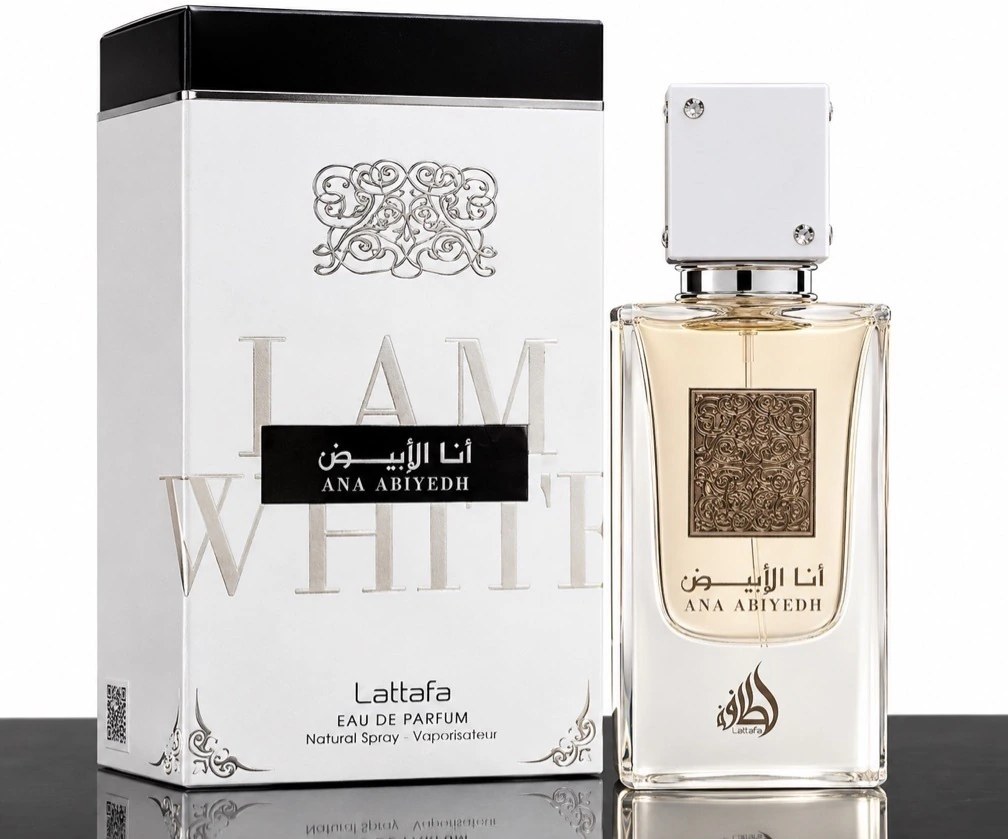 I AM
أنا الأبيض
ANA ABIYEDH
WHITE
Lattafa
EAU DE PARFUM
Natural Spray - Vaporisateur
أنا الأبيض
ANA ABIYEDH
لطافة
Lattafa